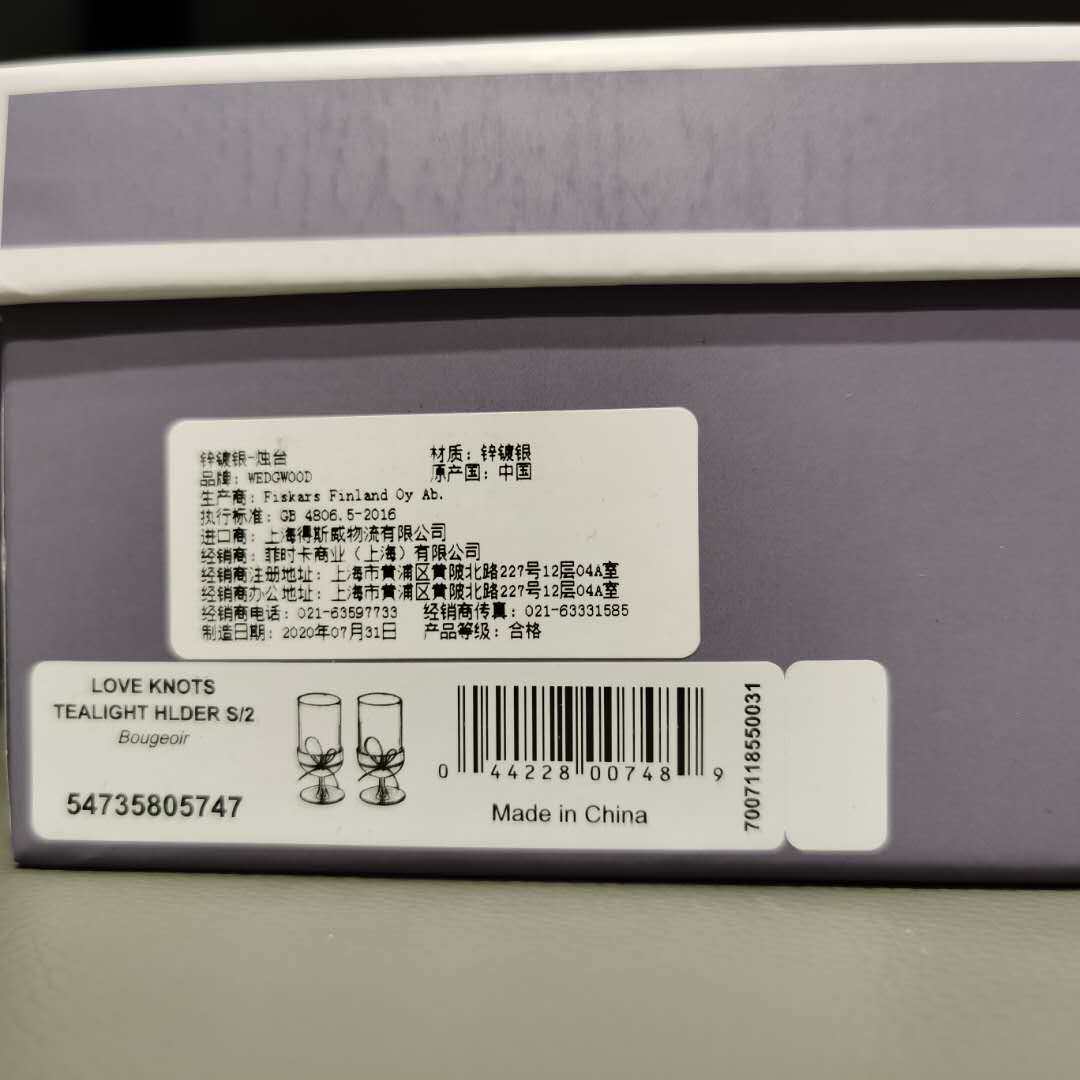 锌镀银-烛台 材质：锌镀银
品牌：WEDGWOOD 原产国：中国
生产商：Fiskars Finland Oy Ab.
执行标准：GB 4806.5-2016
进口商：上海得斯威物流有限公司
经销商：菲时卡商业（上海）有限公司
经销商注册地址：上海市黄浦区黄陂北路227号12层04A室
经销商办公地址：上海市黄浦区黄陂北路227号12层04A室
经销商电话：021-63597733 经销商传真：021-63331585
制造日期：2020年07月31日 产品等级：合格
LOVE KNOTS
TEALIGHT HLDER S/2
Bougeoir
54735805747
0 44228 00748 9
Made in China
7007118550031